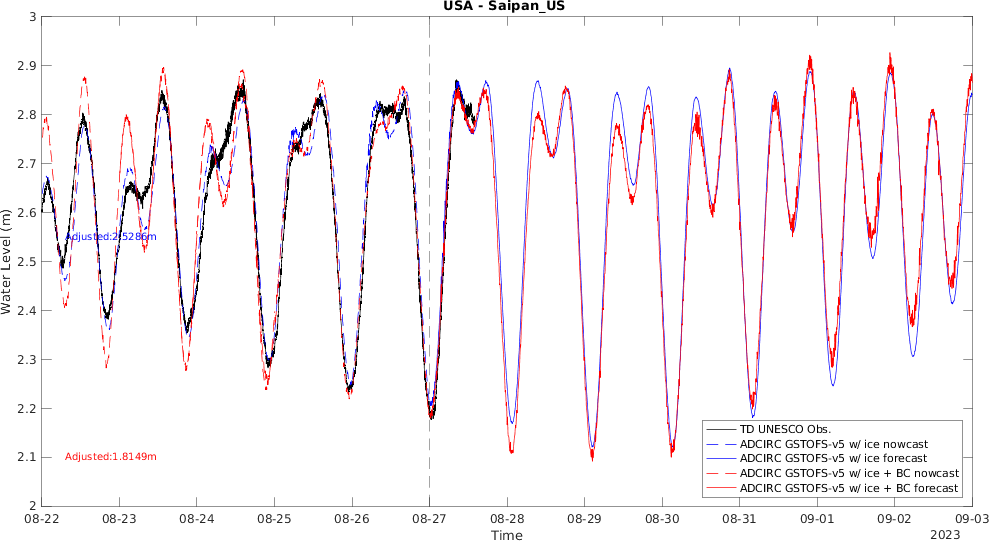 USA - Saipan_US
3
2.9
2.8
2.7
2.6
2.5
2.4
2.3
2.2
2.1
2
Water Level (m)
Adjusted:2.5286m
Adjusted:1.8149m
TD UNESCO Obs.
ADCIRC GSTOFS-v5 w/ ice nowcast
ADCIRC GSTOFS-v5 w/ ice forecast
ADCIRC GSTOFS-v5 w/ ice + BC nowcast
ADCIRC GSTOFS-v5 w/ ice + BC forecast
08-22 08-23 08-24 08-25 08-26 08-27 08-28 08-29 08-30 08-31 09-01 09-02 09-03
Time
2023